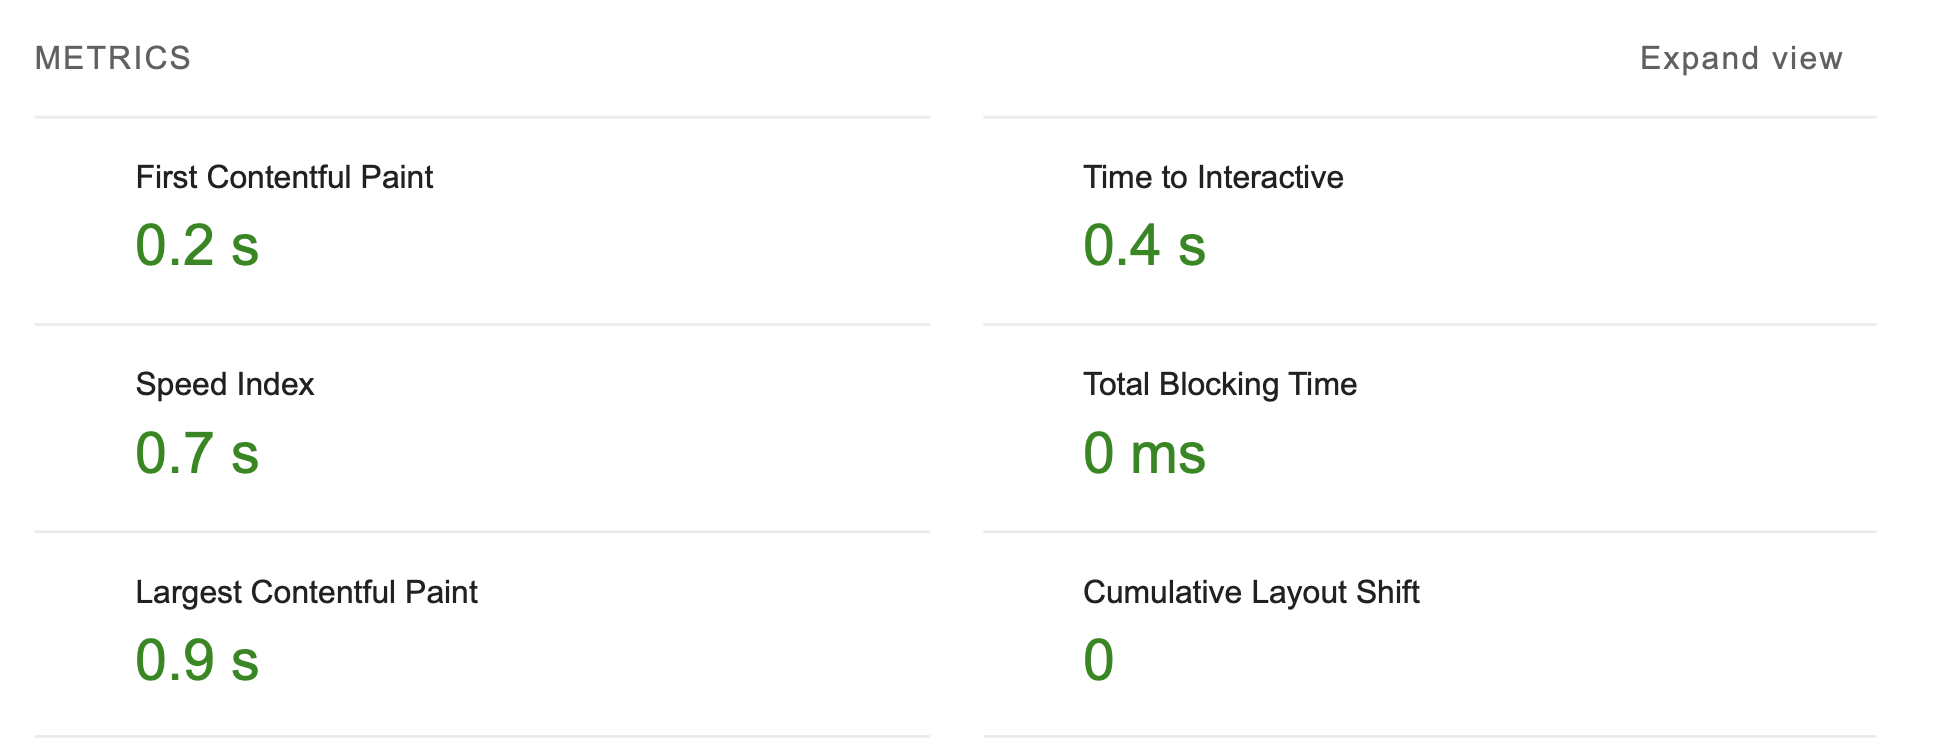 METRICS
Expand view
First Contentful Paint
0.2 s
Time to Interactive
0.4 s
Speed Index
0.7 s
Total Blocking Time
0 ms
Largest Contentful Paint
0.9 s
Cumulative Layout Shift
0